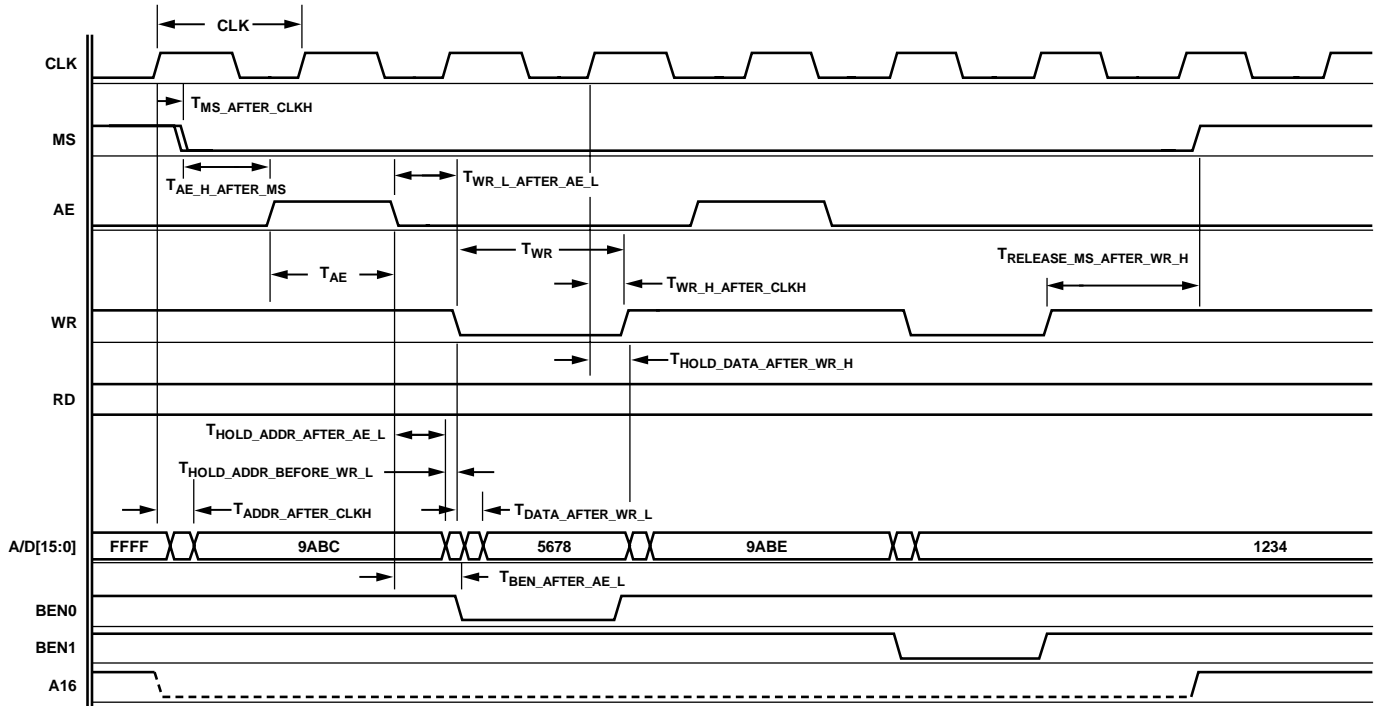 CLK
CLK
T_MS_AFTER_CLKH
MS
T_AE_H_AFTER_MS
T_WR_L_AFTER_AE_L
AE
T_WR
T_RELEASE_MS_AFTER_WR_H
T_AE
T_WR_H_AFTER_CLKH
WR
T_HOLD_DATA_AFTER_WR_H
RD
T_HOLD_ADDR_AFTER_AE_L
T_HOLD_ADDR_BEFORE_WR_L
T_ADDR_AFTER_CLKH
T_DATA_AFTER_WR_L
A/D[15:0] FFFF 9ABC 5678 9ABE 1234
T_BEN_AFTER_AE_L
BEN0
BEN1
A16